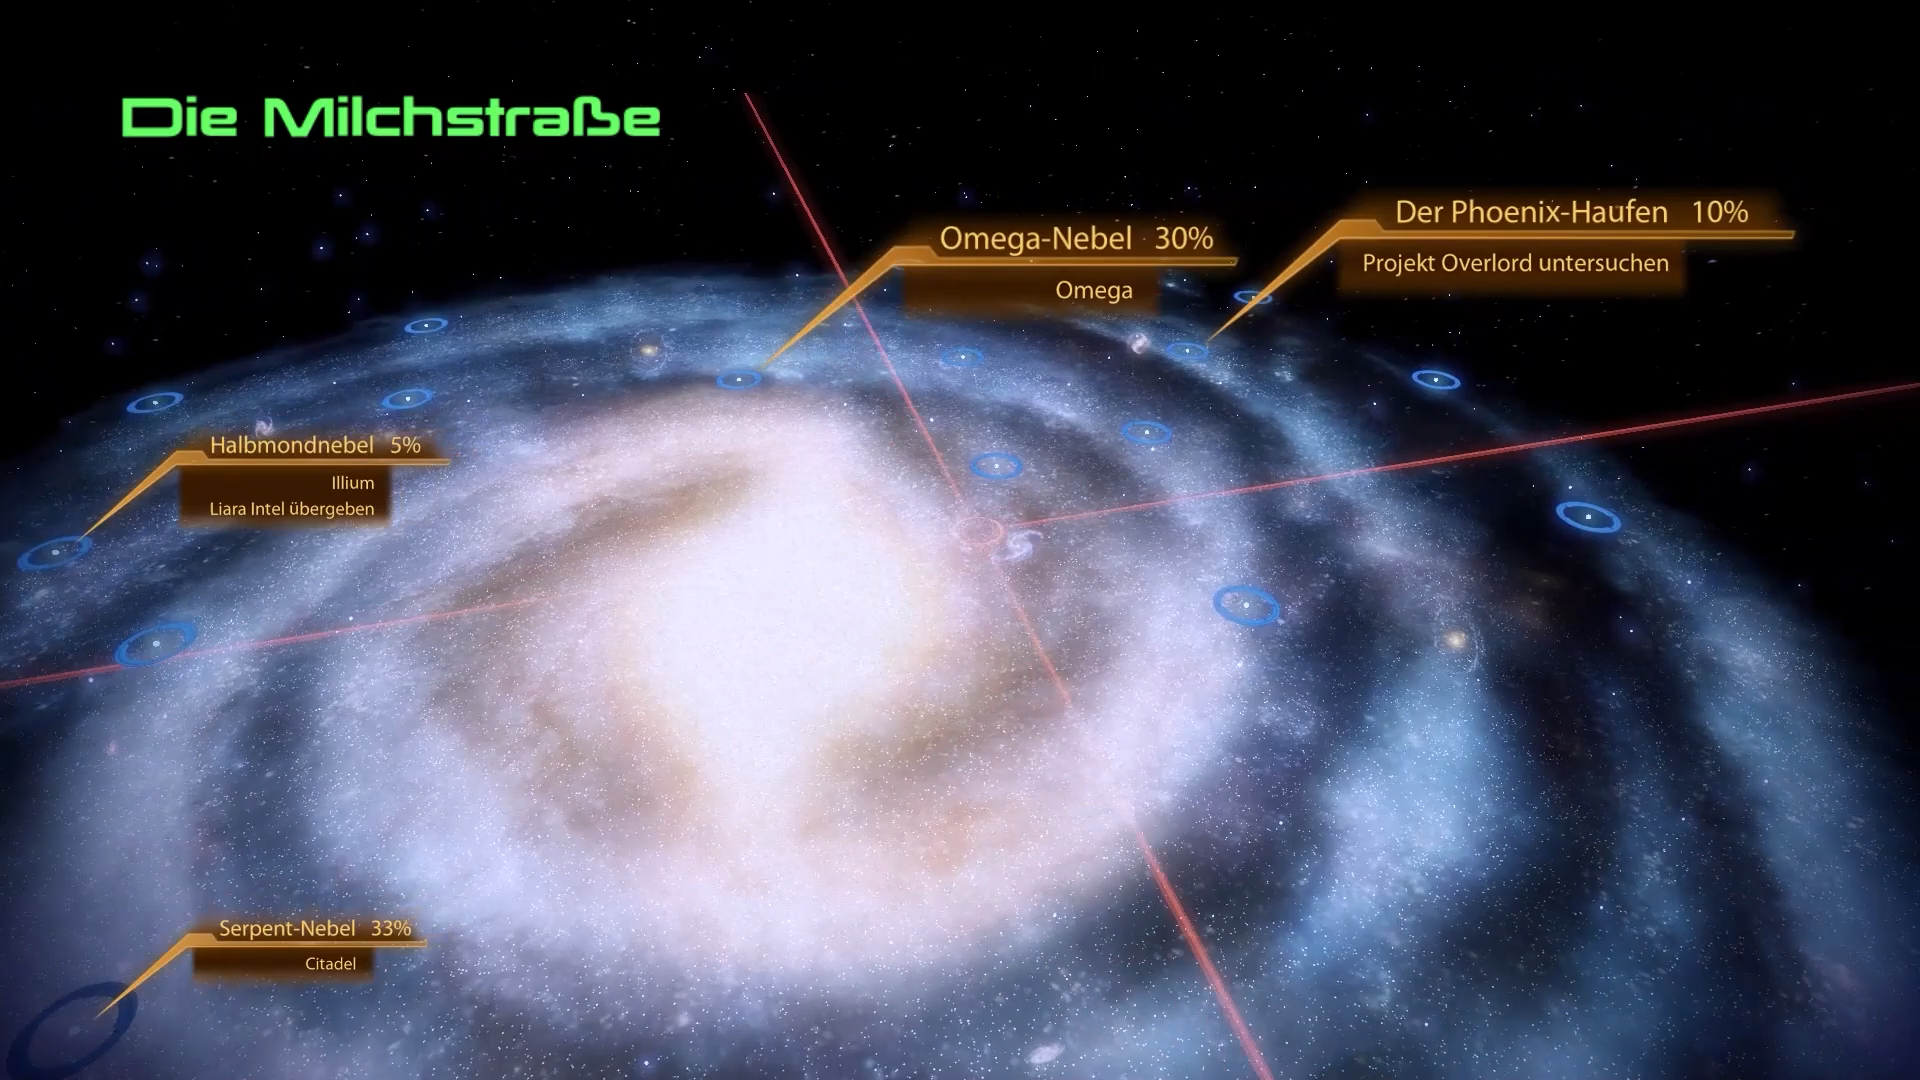 Die Milchstraße
Omega-Nebel 30%
Omega
Der Phoenix-Haufen 10%
Projekt Overlord untersuchen
Halbmondnebel 5%
Illium
Liara Intel übergeben
Serpent-Nebel 33%
Citadel